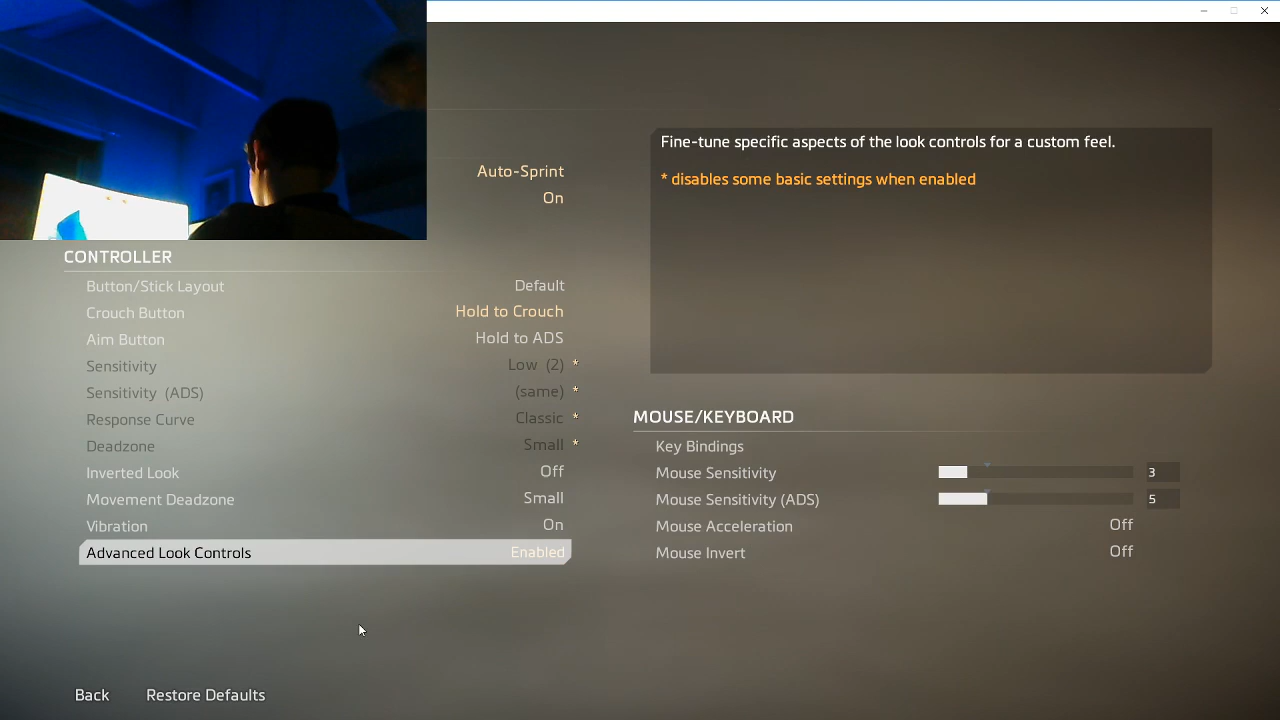 Auto-Sprint
On
CONTROLLER
Button/Stick Layout Default
Crouch Button Hold to Crouch
Aim Button Hold to ADS
Sensitivity Low (2) *
Sensitivity (ADS) (same) *
Response Curve Classic *
Deadzone Small *
Inverted Look Off
Movement Deadzone Small
Vibration On
Advanced Look Controls Enabled
Fine-tune specific aspects of the look controls for a custom feel.
* disables some basic settings when enabled
MOUSE/KEYBOARD
Key Bindings
Mouse Sensitivity 3
Mouse Sensitivity (ADS) 5
Mouse Acceleration Off
Mouse Invert Off
Back Restore Defaults